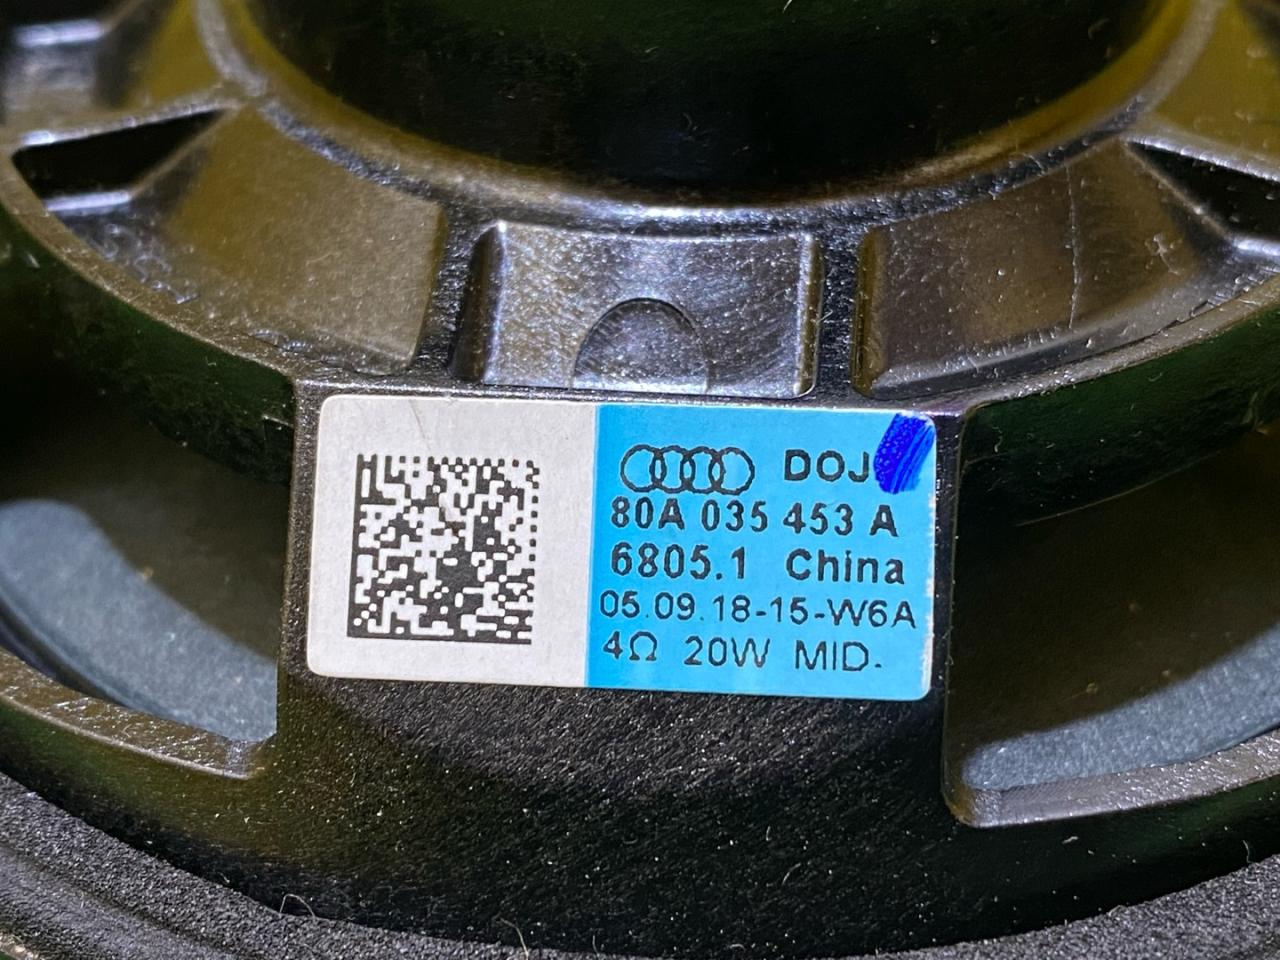 DOJ
80A 035 453 A
6805.1 China
05.09.18-15-W6A
4Ω 20W MID.